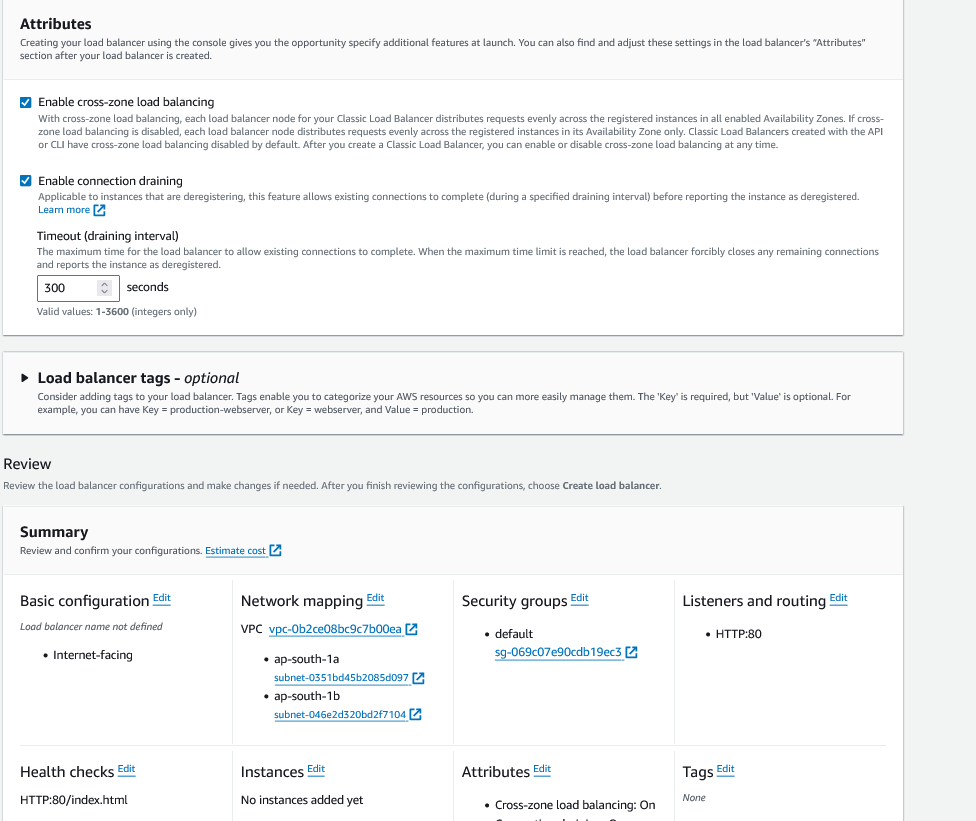 Attributes
Creating your load balancer using the console gives you the opportunity specify additional features at launch. You can also find and adjust these settings in the load balancer's "Attributes"
section after your load balancer is created.
Enable cross-zone load balancing
With cross-zone load balancing, each load balancer node for your Classic Load Balancer distributes requests evenly across the registered instances in all enabled Availability Zones. If cross-
zone load balancing is disabled, each load balancer node distributes requests evenly across the registered instances in its Availability Zone only. Classic Load Balancers created with the API
or CLI have cross-zone load balancing disabled by default. After you create a Classic Load Balancer, you can enable or disable cross-zone load balancing at any time.
Enable connection draining
Applicable to instances that are deregistering, this feature allows existing connections to complete (during a specified draining interval) before reporting the instance as deregistered.
Learn more
Timeout (draining interval)
The maximum time for the load balancer to allow existing connections to complete. When the maximum time limit is reached, the load balancer forcibly closes any remaining connections
and reports the instance as deregistered.
300 seconds
Valid values: 1-3600 (integers only)
Load balancer tags - optional
Consider adding tags to your load balancer. Tags enable you to categorize your AWS resources so you can more easily manage them. The 'Key' is required, but 'Value' is optional. For
example, you can have Key = production-webserver, or Key = webserver, and Value = production.
Review
Review the load balancer configurations and make changes if needed. After you finish reviewing the configurations, choose Create load balancer.
Summary
Review and confirm your configurations. Estimate cost
Basic configuration Edit
Load balancer name not defined
• Internet-facing
Network mapping Edit
VPC vpc-0b2ce08bc9c7b00ea
• ap-south-1a
subnet-0351bd45b2085d097
• ap-south-1b
subnet-046e2d320bd2f7104
Security groups Edit
• default
sg-069c07e90cdb19ec3
Listeners and routing Edit
• HTTP:80
Health checks Edit
HTTP:80/index.html
Instances Edit
No instances added yet
Attributes Edit
• Cross-zone load balancing: On
Tags Edit
None